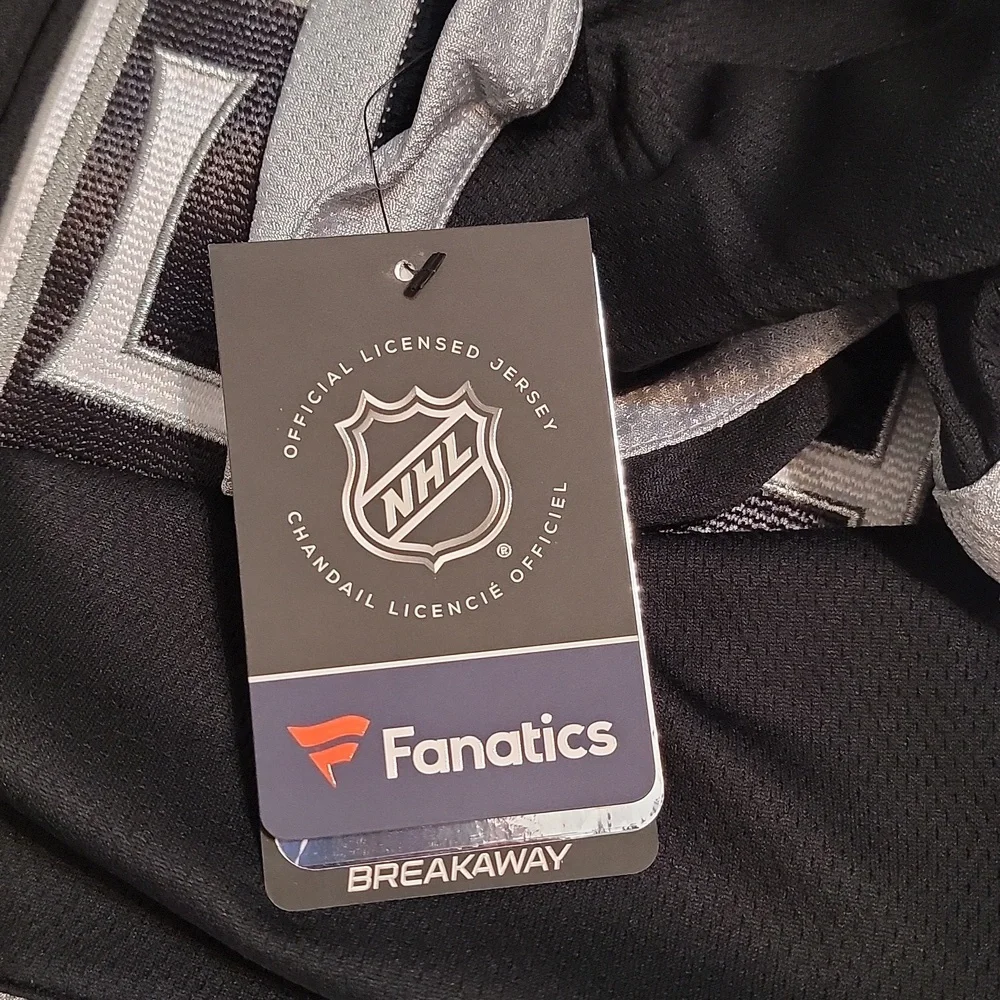 OFFICIAL LICENSED JERSEY
NHL
®
CHANDAIL LICENCIÉ OFFICIEL
Fanatics
BREAKAWAY